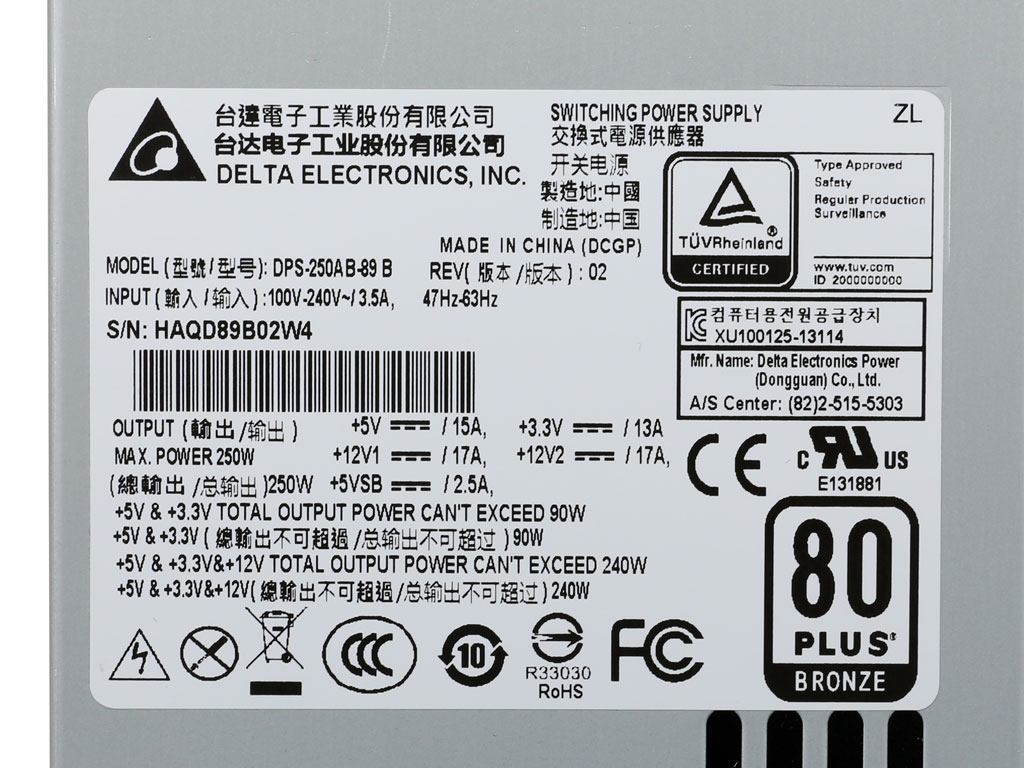 台達電子工業股份有限公司
台达电子工业股份有限公司
DELTA ELECTRONICS, INC.
SWITCHING POWER SUPPLY
ZL
交換式電源供應器
开关电源
製造地:中國
制造地:中国
MADE IN CHINA (DCGP)
TÜVRheinland®
CERTIFIED
Type Approved
Safety
Regular Production
Surveillance
www.tuv.com
ID 2000000000
MODEL (型號/型号): DPS-250AB-89 B
REV(版本/版本): 02
INPUT (輸入/输入):100V-240V~/3.5A, 47Hz-63Hz
S/N: HAQD89B02W4
컴퓨터용전원공급장치
XU100125-13114
Mfr. Name: Delta Electronics Power
(Dongguan) Co., Ltd.
A/S Center: (82)2-515-5303
OUTPUT (輸出/输出) +5V ⎓ /15A, +3.3V ⎓ /13A
MAX. POWER 250W +12V1 ⎓ /17A, +12V2 ⎓ /17A,
(總輸出/总输出)250W +5VSB ⎓ /2.5A,
+5V & +3.3V TOTAL OUTPUT POWER CAN'T EXCEED 90W
+5V & +3.3V (總輸出不可超過/总输出不可超过)90W
+5V & +3.3V&+12V TOTAL OUTPUT POWER CAN'T EXCEED 240W
+5V & +3.3V&+12V(總輸出不可超過/总输出不可超过)240W
CE
C RU US
E131881
80
PLUS®
BRONZE
CCC
10
R33030
RoHS
FC